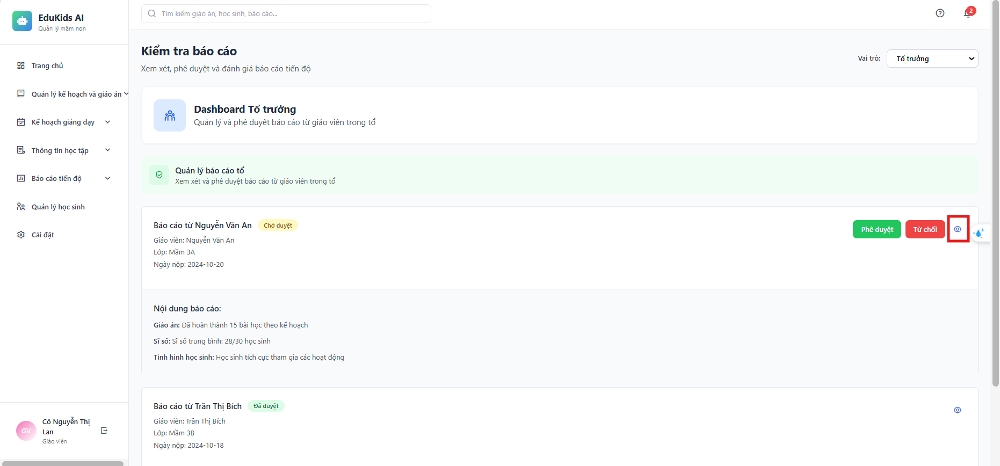 EduKids AI
Quản lý mầm non
Tìm kiếm giáo án, học sinh, báo cáo...
2
Trang chủ
Quản lý kế hoạch và giáo án
Kế hoạch giảng dạy
Thông tin học tập
Báo cáo tiến độ
Quản lý học sinh
Cài đặt
GV
Cô Nguyễn Thị
Lan
Giáo viên
Kiểm tra báo cáo
Xem xét, phê duyệt và đánh giá báo cáo tiến độ
Vai trò:
Tổ trưởng
Dashboard Tổ trưởng
Quản lý và phê duyệt báo cáo từ giáo viên trong tổ
Quản lý báo cáo tổ
Xem xét và phê duyệt báo cáo từ giáo viên trong tổ
Báo cáo từ Nguyễn Văn An
Chờ duyệt
Phê duyệt
Từ chối
Giáo viên: Nguyễn Văn An
Lớp: Mầm 3A
Ngày nộp: 2024-10-20
Nội dung báo cáo:
Giáo án: Đã hoàn thành 15 bài học theo kế hoạch
Sĩ số: Sĩ số trung bình: 28/30 học sinh
Tình hình học sinh: Học sinh tích cực tham gia các hoạt động
Báo cáo từ Trần Thị Bích
Đã duyệt
Giáo viên: Trần Thị Bích
Lớp: Mầm 3B
Ngày nộp: 2024-10-18